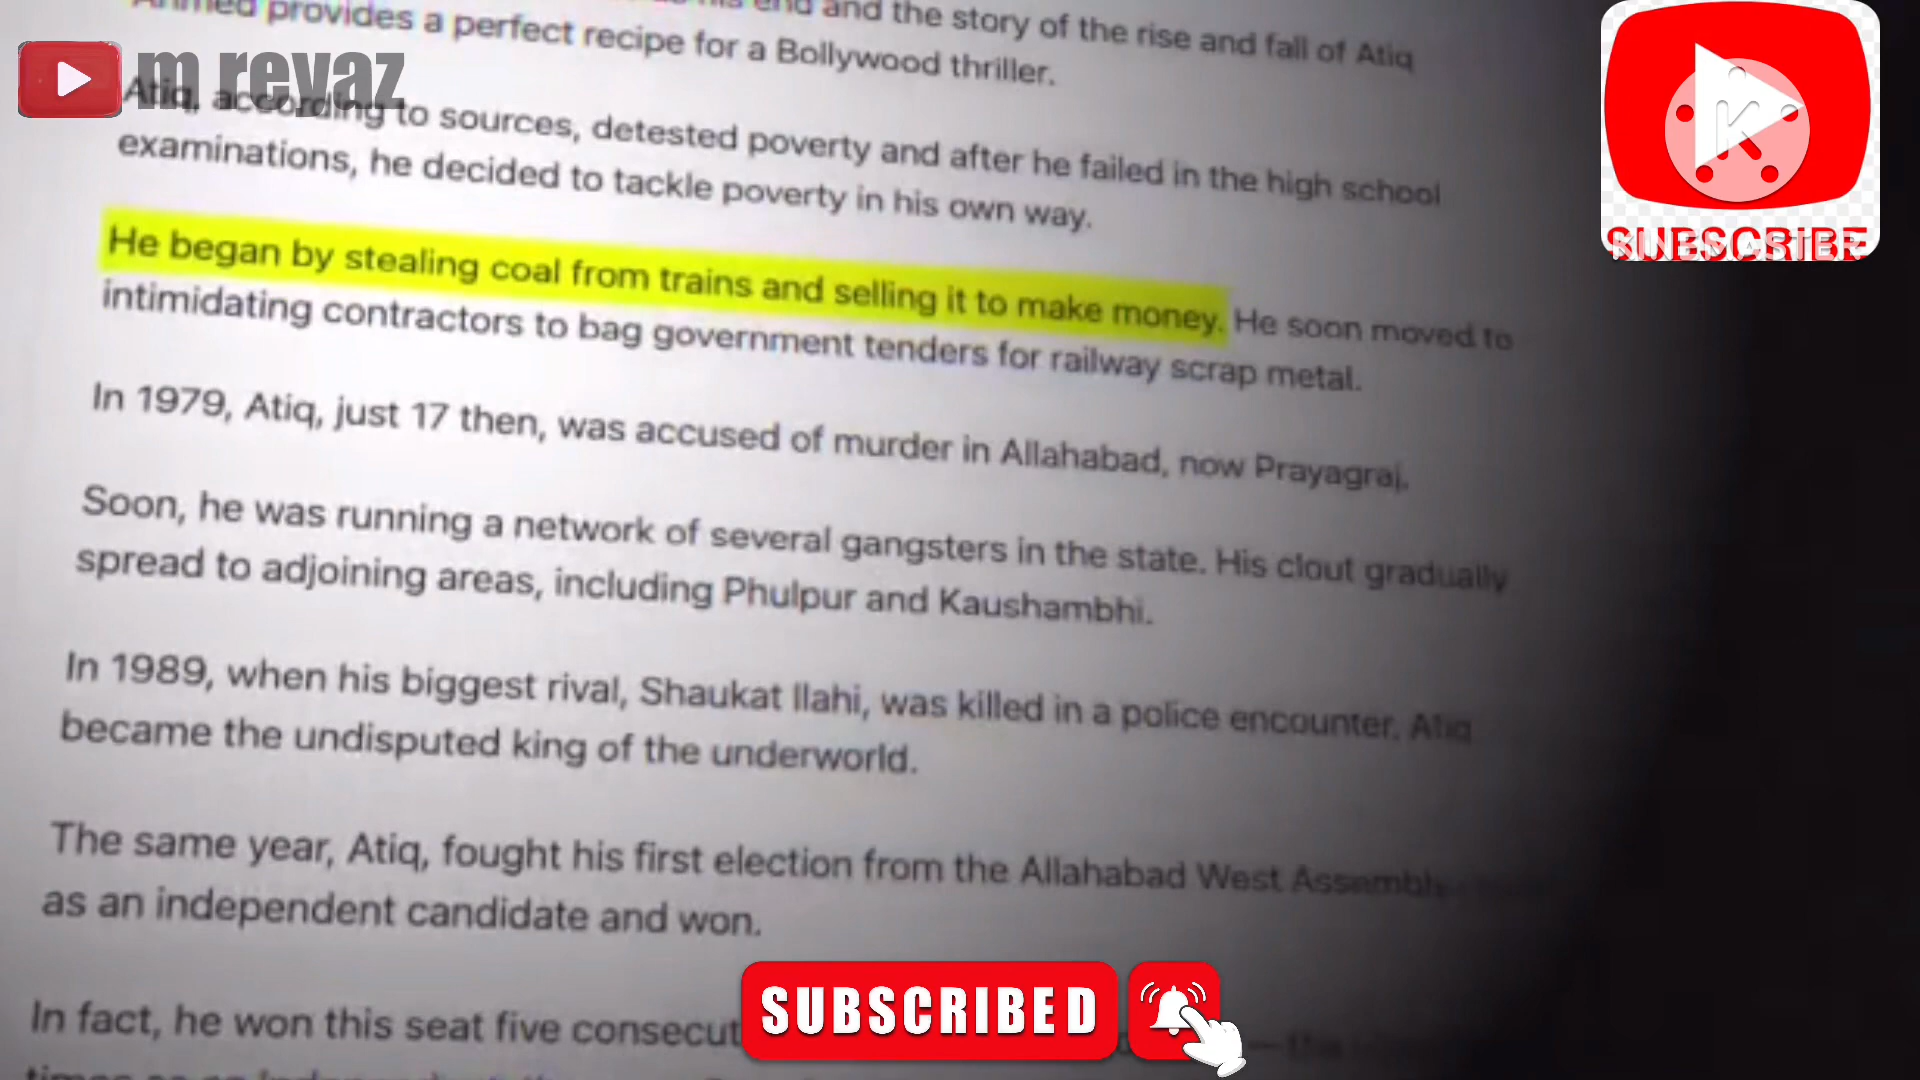 and the story of the rise and fall of Atiq
Ahmed provides a perfect recipe for a Bollywood thriller.
m reyaz
Atiq, according to sources, detested poverty and after he failed in the high school
examinations, he decided to tackle poverty in his own way.
SUBSCRIBE
KINEMASTER
He began by stealing coal from trains and selling it to make money. He soon moved to
intimidating contractors to bag government tenders for railway scrap metal.
In 1979, Atiq, just 17 then, was accused of murder in Allahabad, now Prayagraj.
Soon, he was running a network of several gangsters in the state. His clout gradually
spread to adjoining areas, including Phulpur and Kaushambhi.
In 1989, when his biggest rival, Shaukat Ilahi, was killed in a police encounter, Atiq
became the undisputed king of the underworld.
The same year, Atiq, fought his first election from the Allahabad West Assembly
as an independent candidate and won.
In fact, he won this seat five
SUBSCRIBED